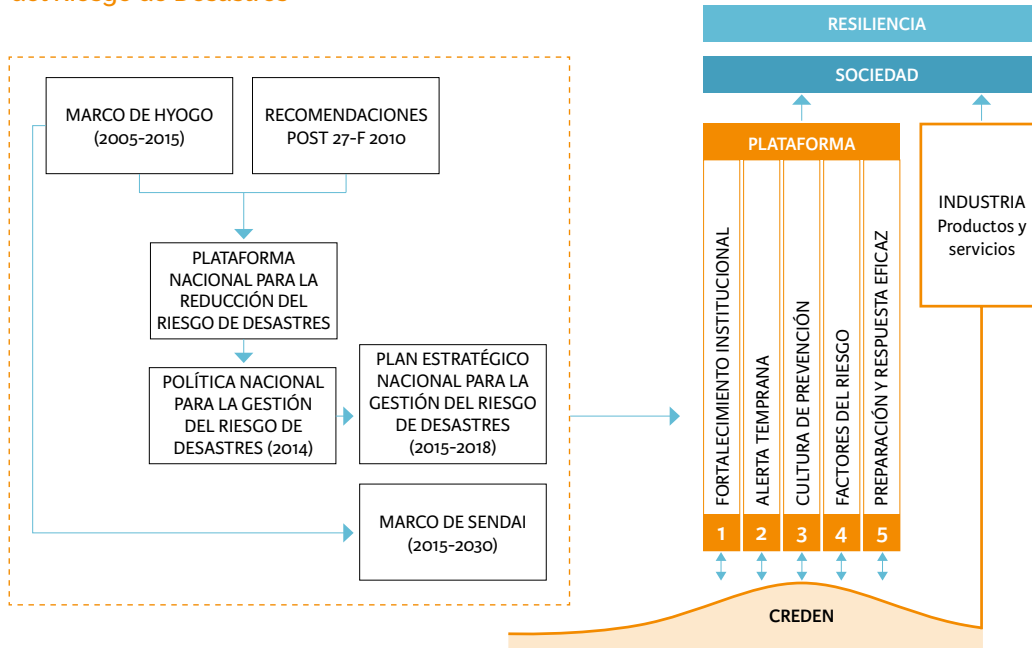 del Riesgo de Desastres
RESILIENCIA
SOCIEDAD
MARCO DE HYOGO
(2005-2015)
RECOMENDACIONES
POST 27-F 2010
PLATAFORMA
NACIONAL PARA LA
REDUCCIÓN DEL
RIESGO DE DESASTRES
POLÍTICA NACIONAL
PARA LA GESTIÓN
DEL RIESGO DE
DESASTRES (2014)
PLAN ESTRATÉGICO
NACIONAL PARA LA
GESTIÓN DEL RIESGO
DE DESASTRES
(2015-2018)
MARCO DE SENDAI
(2015-2030)
PLATAFORMA
FORTALECIMIENTO INSTITUCIONAL
ALERTA TEMPRANA
CULTURA DE PREVENCIÓN
FACTORES DEL RIESGO
PREPARACIÓN Y RESPUESTA EFICAZ
1
2
3
4
5
INDUSTRIA
Productos y
servicios
CREDEN